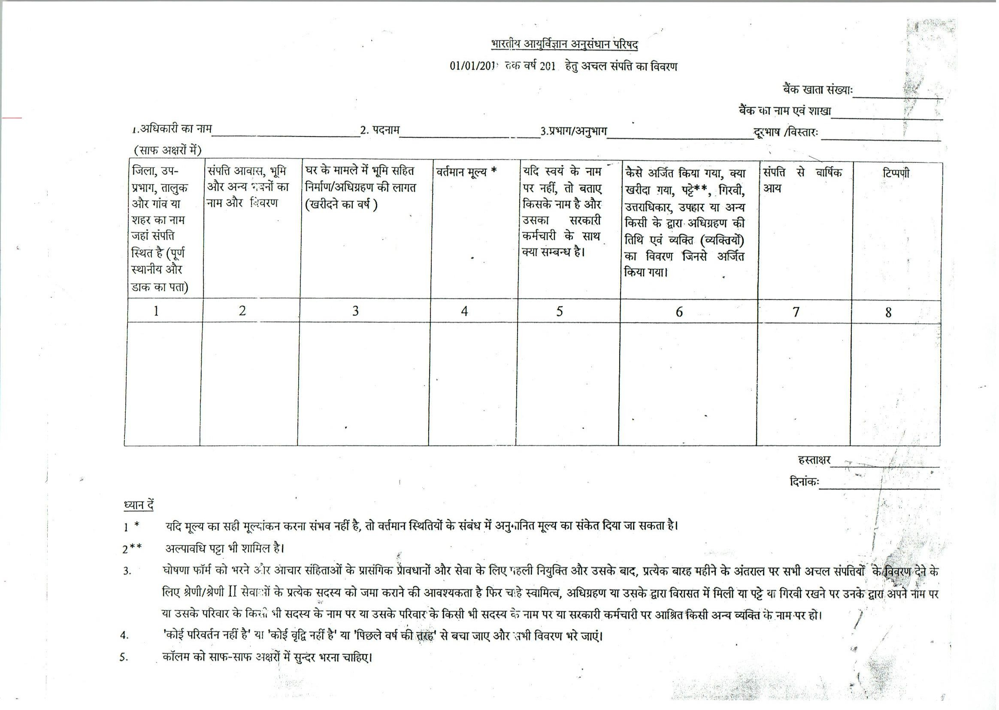 भारतीय आयुर्विज्ञान अनुसंधान परिषद
01/01/201 तक वर्ष 201 हेतु अचल संपति का विवरण
बैंक खाता संख्याः
बैंक का नाम एवं शाखा
1.अधिकारी का नाम 2. पदनाम 3.प्रभाग/अनुभाग दूरभाष /विस्तारः
(साफ अक्षरों में)
जिला, उप-
प्रभाग, तालुक
और गांव या
शहर का नाम
जहां संपति
स्थित है (पूर्ण
स्थानीय और
डाक का पता)
संपति आवास, भूमि
और अन्य भवनों का
नाम और विवरण
घर के मामले में भूमि सहित
निर्माण/अधिग्रहण की लागत
(खरीदने का वर्ष )
वर्तमान मूल्य *
यदि स्वयं के नाम
पर नहीं, तो बताए
किसके नाम है और
उसका सरकारी
कर्मचारी के साथ
क्या सम्बन्ध है।
कैसे अर्जित किया गया, क्या
खरीदा गया, पट्टे**, गिरवी,
उत्तराधिकार, उपहार या अन्य
किसी के द्वारा अधिग्रहण की
तिथि एवं व्यक्ति (व्यक्तियों)
का विवरण जिनसे अर्जित
किया गया।
संपति से वार्षिक
आय
टिप्पणी
1 2 3 4 5 6 7 8
हस्ताक्षर
दिनांकः
ध्यान दें
1 * यदि मूल्य का सही मूल्यांकन करना संभव नहीं है, तो वर्त्तमान स्थितियों के संबंध में अनुमानित मूल्य का संकेत दिया जा सकता है।
2** अल्पावधि पट्टा भी शामिल है।
3. घोषणा फॉर्म को भरने और आचार संहिताओं के प्रासंगिक प्रावधानों और सेवा के लिए पहली नियुक्ति और उसके बाद, प्रत्येक बारह महीने के अंतराल पर सभी अचल संपतियों के विवरण देने के
लिए श्रेणी/श्रेणी II सेवाओं के प्रत्येक सदस्य को जमा कराने की आवश्यकता है फिर चाहे स्वामित्व, अधिग्रहण या उसके द्वारा विरासत में मिली या पट्टे या गिरवी रखने पर उनके द्वारा अपने नाम पर
या उसके परिवार के किसी भी सदस्य के नाम पर या उसके परिवार के किसी भी सदस्य के नाम पर या सरकारी कर्मचारी पर आश्रित किसी अन्य व्यक्ति के नाम पर हो।
4. 'कोई परिवर्तन नहीं है' या 'कोई वृद्वि नहीं है' या 'पिछले वर्ष की तरह' से बचा जाए और सभी विवरण भरे जाएं।
5. कॉलम को साफ-साफ अक्षरों में सुन्दर भरना चाहिए।